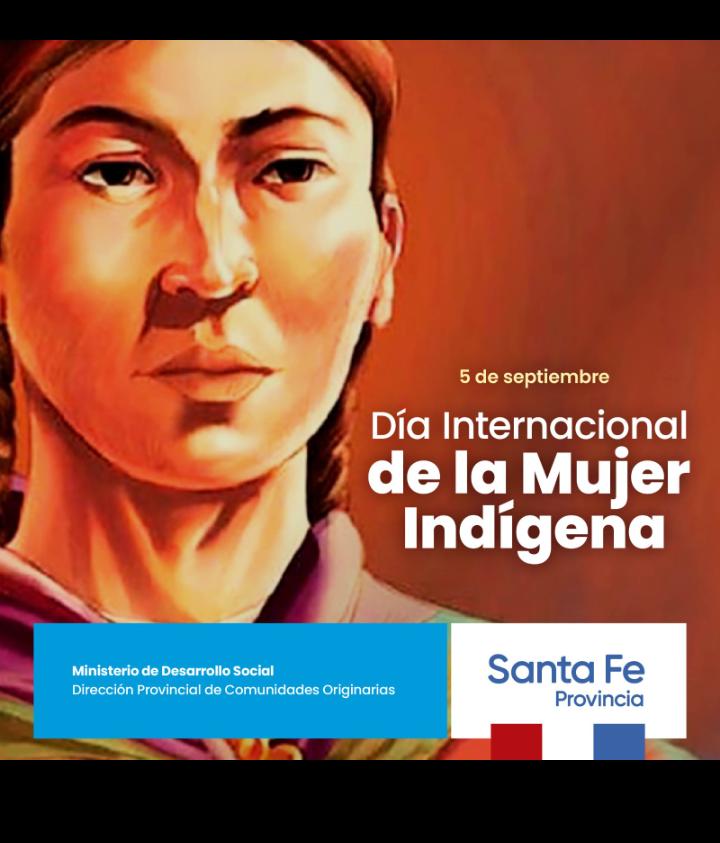 5 de septiembre
Día Internacional
de la Mujer
Indígena
Ministerio de Desarrollo Social
Dirección Provincial de Comunidades Originarias
Santa Fe
Provincia